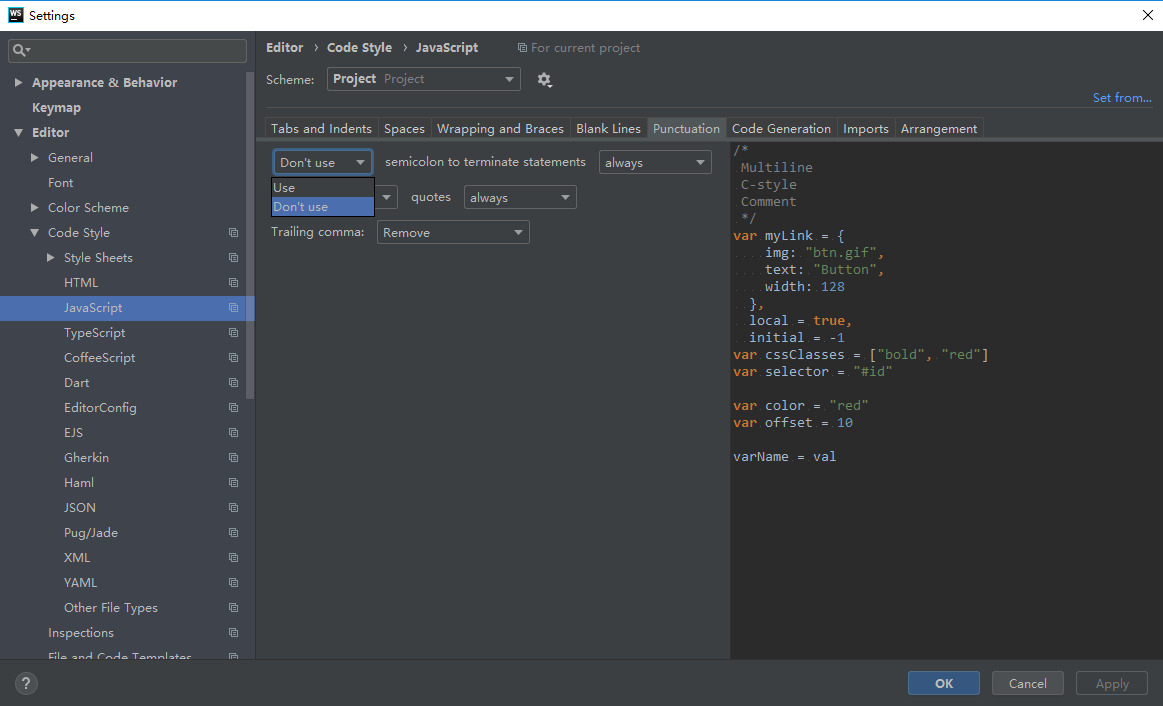 WS
Settings
Editor › Code Style › JavaScript For current project
Scheme: Project Project
Set from...
Appearance & Behavior
Keymap
Editor
General
Font
Color Scheme
Code Style
Style Sheets
HTML
JavaScript
TypeScript
CoffeeScript
Dart
EditorConfig
EJS
Gherkin
Haml
JSON
Pug/Jade
XML
YAML
Other File Types
Inspections
File and Code Templates
Tabs and Indents Spaces Wrapping and Braces Blank Lines Punctuation Code Generation Imports Arrangement
Don't use semicolon to terminate statements always
Use
Don't use
quotes always
Trailing comma: Remove
/*
Multiline
C-style
Comment
*/
var myLink = {
img: "btn.gif",
text: "Button",
width: 128
},
local = true,
initial = -1
var cssClasses = ["bold", "red"]
var selector = "#id"
var color = "red"
var offset = 10
varName = val
?
OK Cancel Apply